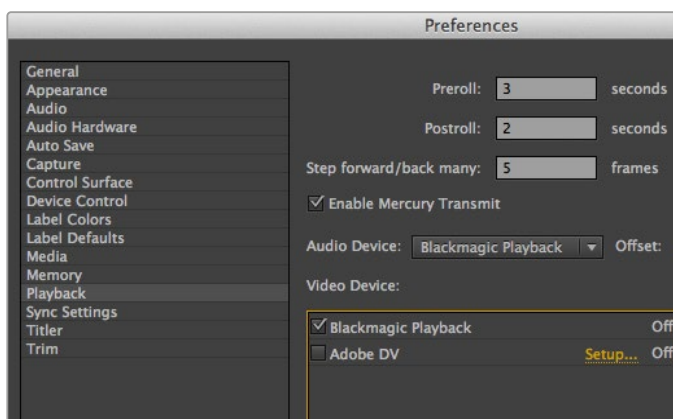 Preferences
General
Appearance
Audio
Audio Hardware
Auto Save
Capture
Control Surface
Device Control
Label Colors
Label Defaults
Media
Memory
Playback
Sync Settings
Titler
Trim
Preroll: 3 seconds
Postroll: 2 seconds
Step forward/back many: 5 frames
Enable Mercury Transmit
Audio Device: Blackmagic Playback Offset:
Video Device:
Blackmagic Playback Off
Adobe DV Setup... Off